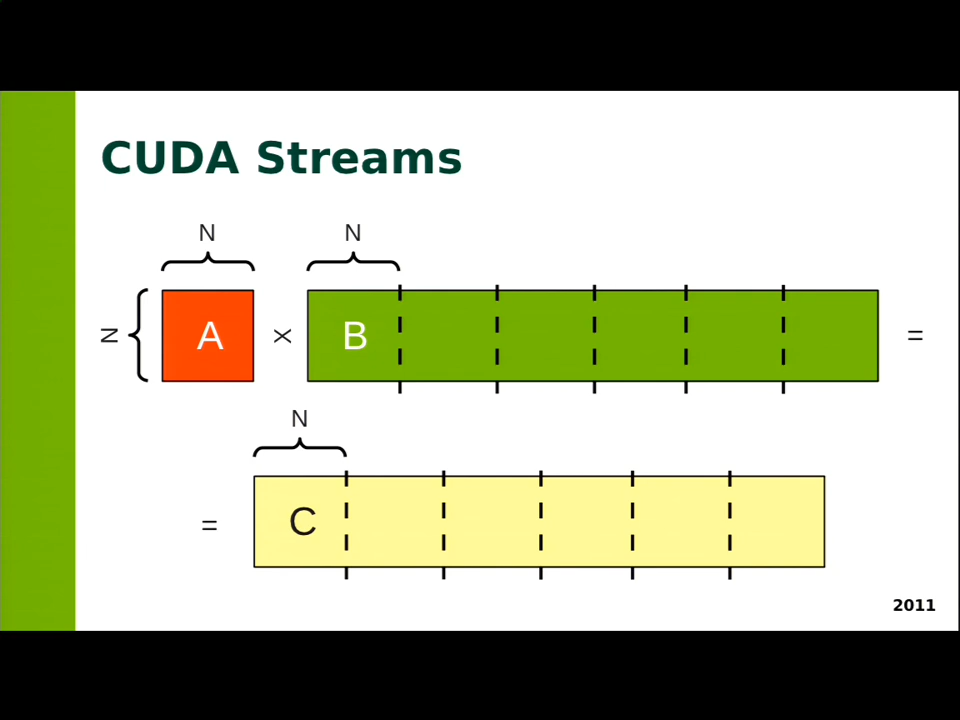 CUDA Streams
N N
N A X B =
N
= C
2011